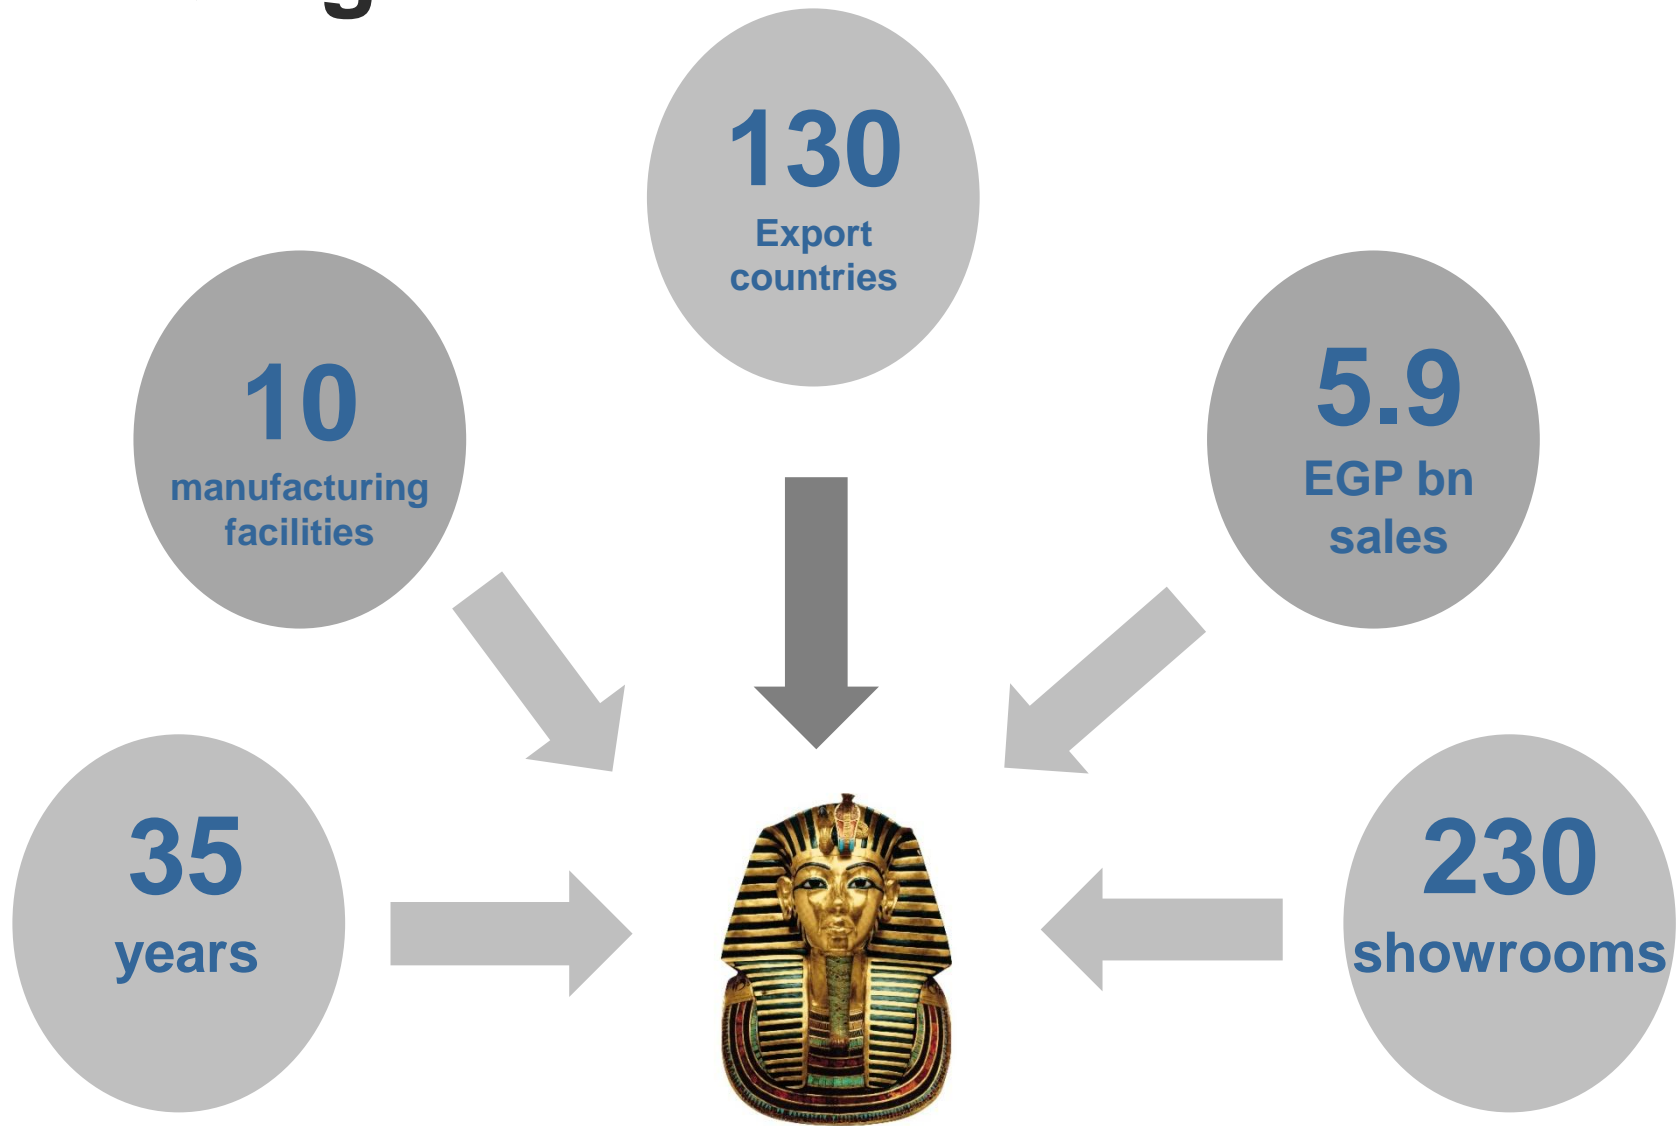 130
Export
countries
10
manufacturing
facilities
5.9
EGP bn
sales
35
years
230
showrooms